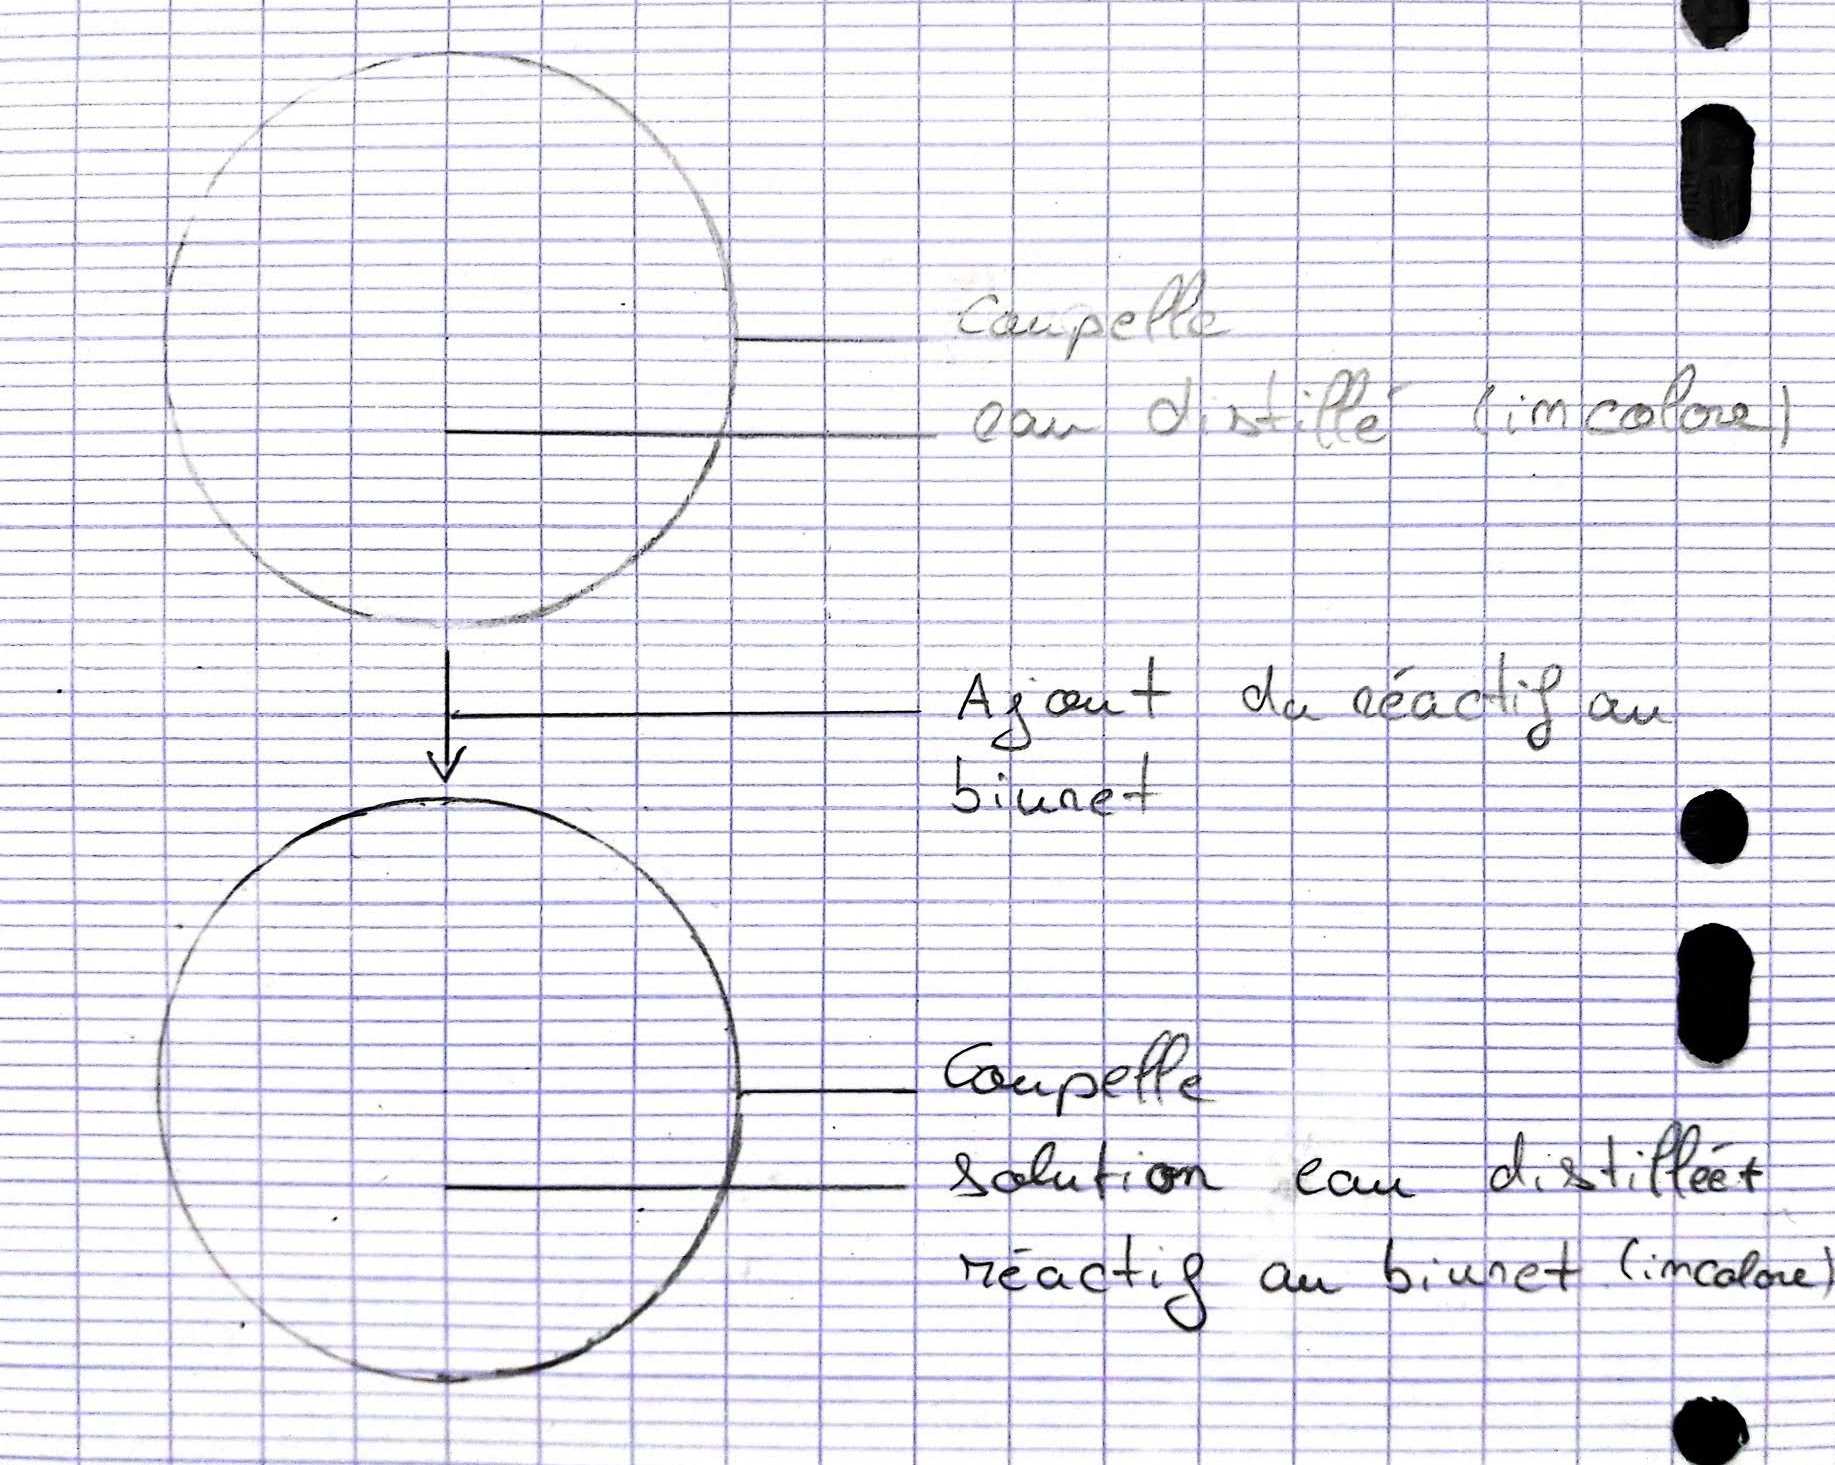 Coupelle
eau distillé (incolore)
Ajout du réactif au
biuret
Coupelle
solution eau distillée+
réactif au biuret (incolore)